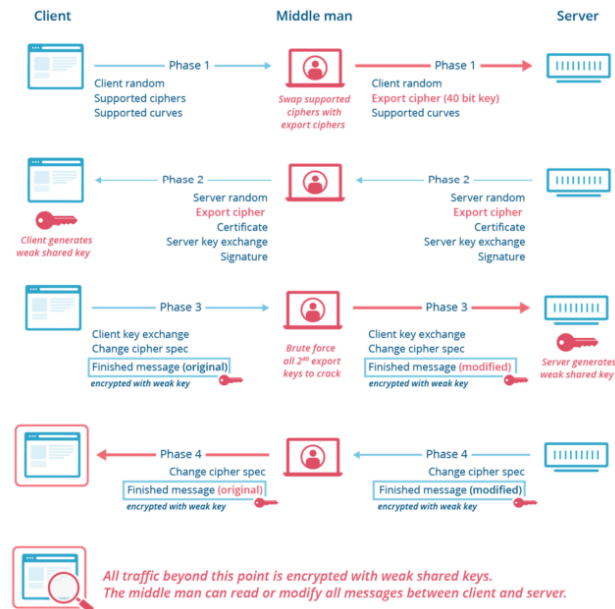 Client
Middle man
Server
Phase 1
Client random
Supported ciphers
Supported curves
Swap supported
ciphers with
export ciphers
Phase 1
Client random
Export cipher (40 bit key)
Supported curves
Phase 2
Server random
Export cipher
Certificate
Server key exchange
Signature
Client generates
weak shared key
Phase 2
Server random
Export cipher
Certificate
Server key exchange
Signature
Phase 3
Client key exchange
Change cipher spec
Finished message (original)
encrypted with weak key
Brute force
all 2⁴⁰ export
keys to crack
Phase 3
Client key exchange
Change cipher spec
Finished message (modified)
encrypted with weak key
Server generates
weak shared key
Phase 4
Change cipher spec
Finished message (original)
encrypted with weak key
Phase 4
Change cipher spec
Finished message (modified)
encrypted with weak key
All traffic beyond this point is encrypted with weak shared keys.
The middle man can read or modify all messages between client and server.